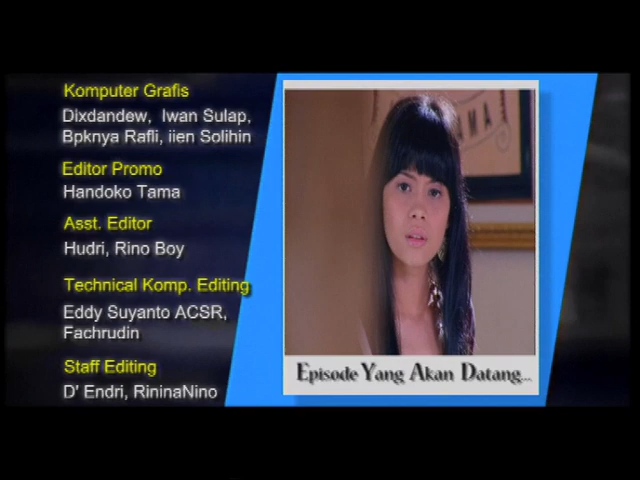 Komputer Grafis
Dixdandew, Iwan Sulap,
Bpknya Rafli, iien Solihin
Editor Promo
Handoko Tama
Asst. Editor
Hudri, Rino Boy
Technical Komp. Editing
Eddy Suyanto ACSR,
Fachrudin
Staff Editing
D' Endri, RininaNino
Episode Yang Akan Datang...